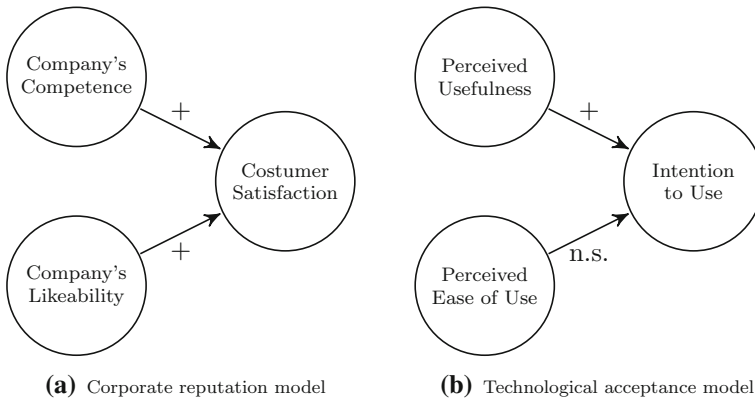 Company's
Competence
+
Costumer
Satisfaction
+
Company's
Likeability
(a) Corporate reputation model
Perceived
Usefulness
+
Intention
to Use
n.s.
Perceived
Ease of Use
(b) Technological acceptance model